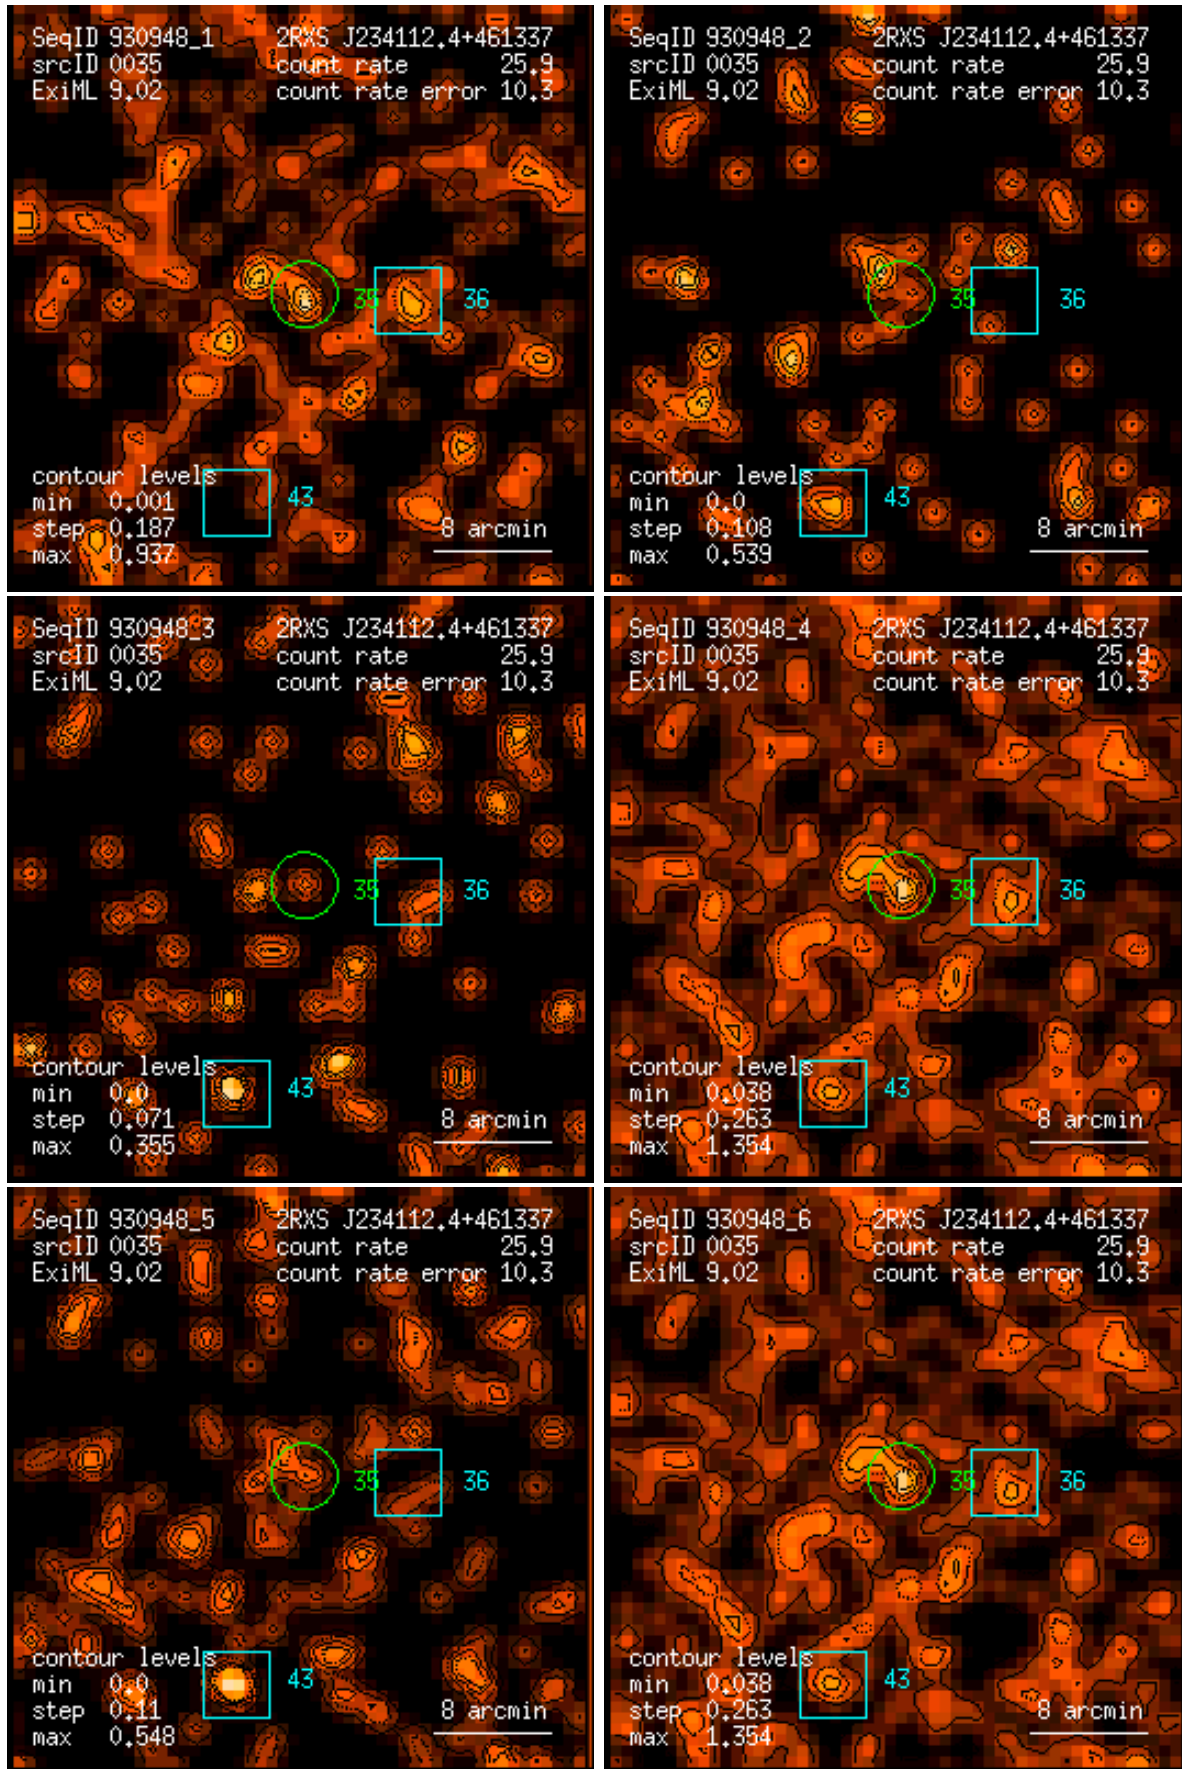 SeqID 930948_1 2RXS J234112.4+461337
srcID 0035 count rate 25.9
ExiML 9.02 count rate error 10.3
35
36
contour levels
43
min 0.001
step 0.187
8 arcmin
max 0.937
SeqID 930948_2 2RXS J234112.4+461337
srcID 0035 count rate 25.9
ExiML 9.02 count rate error 10.3
35
36
contour levels
43
min 0.0
step 0.108
8 arcmin
max 0.539
SeqID 930948_3 2RXS J234112.4+461337
srcID 0035 count rate 25.9
ExiML 9.02 count rate error 10.3
35
36
contour levels
43
min 0.0
step 0.071
8 arcmin
max 0.355
SeqID 930948_4 2RXS J234112.4+461337
srcID 0035 count rate 25.9
ExiML 9.02 count rate error 10.3
35
36
contour levels
43
min 0.038
step 0.263
8 arcmin
max 1.354
SeqID 930948_5 2RXS J234112.4+461337
srcID 0035 count rate 25.9
ExiML 9.02 count rate error 10.3
35
36
contour levels
43
min 0.0
step 0.11
8 arcmin
max 0.548
SeqID 930948_6 2RXS J234112.4+461337
srcID 0035 count rate 25.9
ExiML 9.02 count rate error 10.3
35
36
contour levels
43
min 0.038
step 0.263
8 arcmin
max 1.354